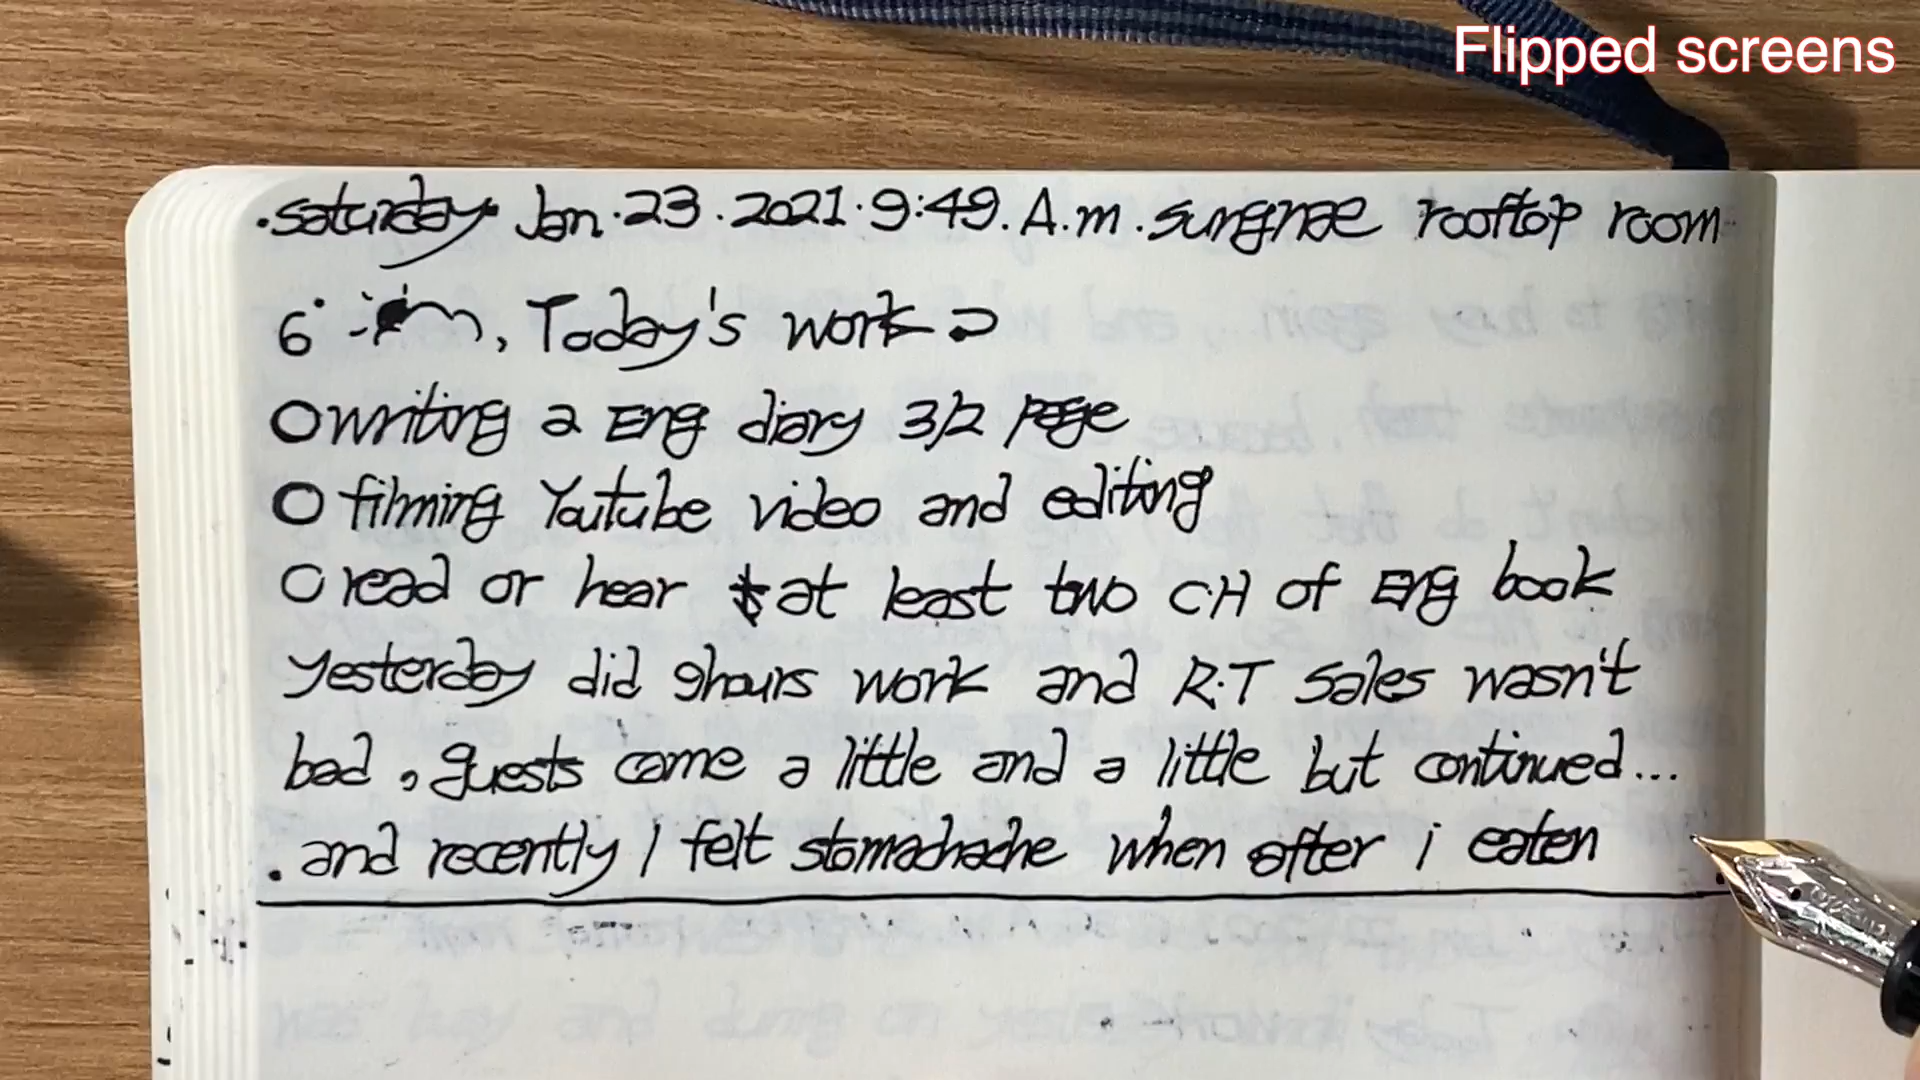 Flipped screens
.saturday. Jan.23.2021.9:49.A.m.sungnae rooftop room
6° , Today's work
O writing a Eng diary 3/2 page
O filming Youtube video and editing
O read or hear at least two C.H of Eng book
yesterday did 9hours work and R.T sales wasn't
bad, guests came a little and a little but continued...
. and recently I felt stomachache when after i eaten